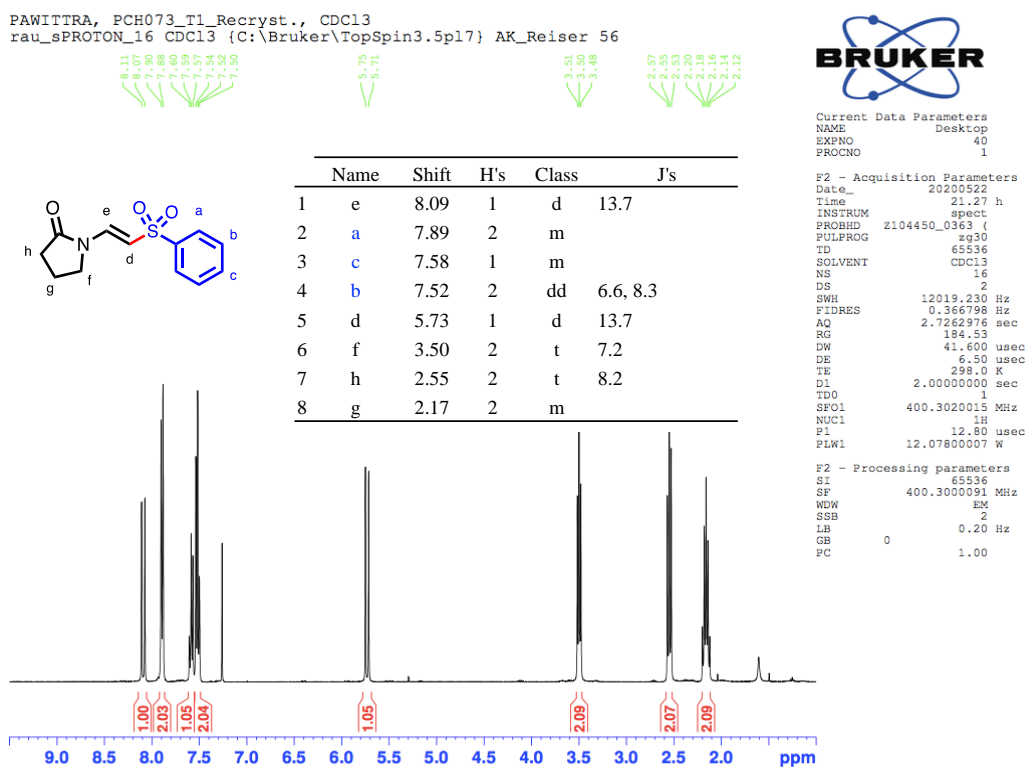 PAWITTRA, PCH073_T1_Recryst., CDCl3
rau_sPROTON_16 CDCl3 {C:\Bruker\TopSpin3.5pl7} AK_Reiser 56
8.11
8.07
7.90
7.88
7.60
7.59
7.57
7.54
7.52
7.50
5.75
5.71
3.51
3.50
3.48
2.57
2.55
2.53
2.20
2.18
2.16
2.14
2.12
BRUKER
Current Data Parameters
NAME Desktop
EXPNO 40
PROCNO 1
F2 - Acquisition Parameters
Date_ 20200522
Time 21.27 h
INSTRUM spect
PROBHD Z104450_0363 (
PULPROG zg30
TD 65536
SOLVENT CDCl3
NS 16
DS 2
SWH 12019.230 Hz
FIDRES 0.366798 Hz
AQ 2.7262976 sec
RG 184.53
DW 41.600 usec
DE 6.50 usec
TE 298.0 K
D1 2.00000000 sec
TD0 1
SFO1 400.3020015 MHz
NUC1 1H
P1 12.80 usec
PLW1 12.07800007 W
F2 - Processing parameters
SI 65536
SF 400.3000091 MHz
WDW EM
SSB 2
LB 0.20 Hz
GB 0
PC 1.00
Name Shift H's Class J's
1 e 8.09 1 d 13.7
2 a 7.89 2 m
3 c 7.58 1 m
4 b 7.52 2 dd 6.6, 8.3
5 d 5.73 1 d 13.7
6 f 3.50 2 t 7.2
7 h 2.55 2 t 8.2
8 g 2.17 2 m
O
O
O
S
N
a
b
c
d
e
f
g
h
1.00
2.03
1.05
2.04
1.05
2.09
2.07
2.09
9.0 8.5 8.0 7.5 7.0 6.5 6.0 5.5 5.0 4.5 4.0 3.5 3.0 2.5 2.0 ppm